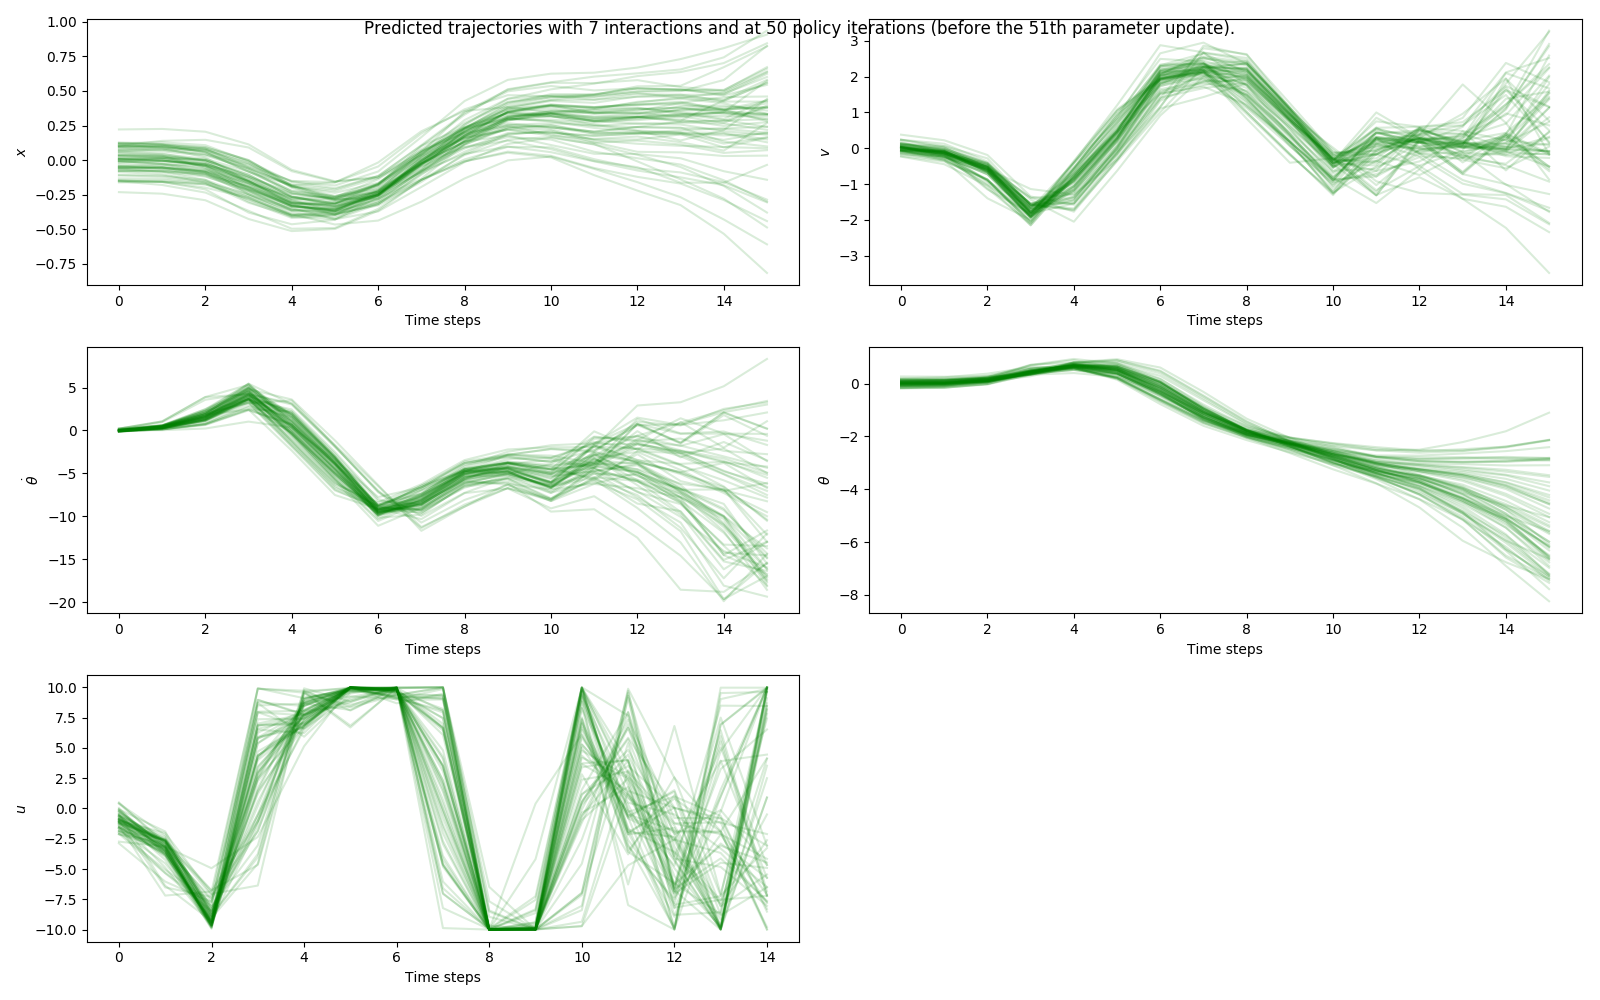 Predicted trajectories with 7 interactions and at 50 policy iterations (before the 51th parameter update).
1.00
0.75
0.50
0.25
0.00
−0.25
−0.50
−0.75
x
0 2 4 6 8 10 12 14
Time steps
3
2
1
0
−1
−2
−3
v
0 2 4 6 8 10 12 14
Time steps
5
0
−5
−10
−15
−20
θ̇
0 2 4 6 8 10 12 14
Time steps
0
−2
−4
−6
−8
θ
0 2 4 6 8 10 12 14
Time steps
10.0
7.5
5.0
2.5
0.0
−2.5
−5.0
−7.5
−10.0
u
0 2 4 6 8 10 12 14
Time steps